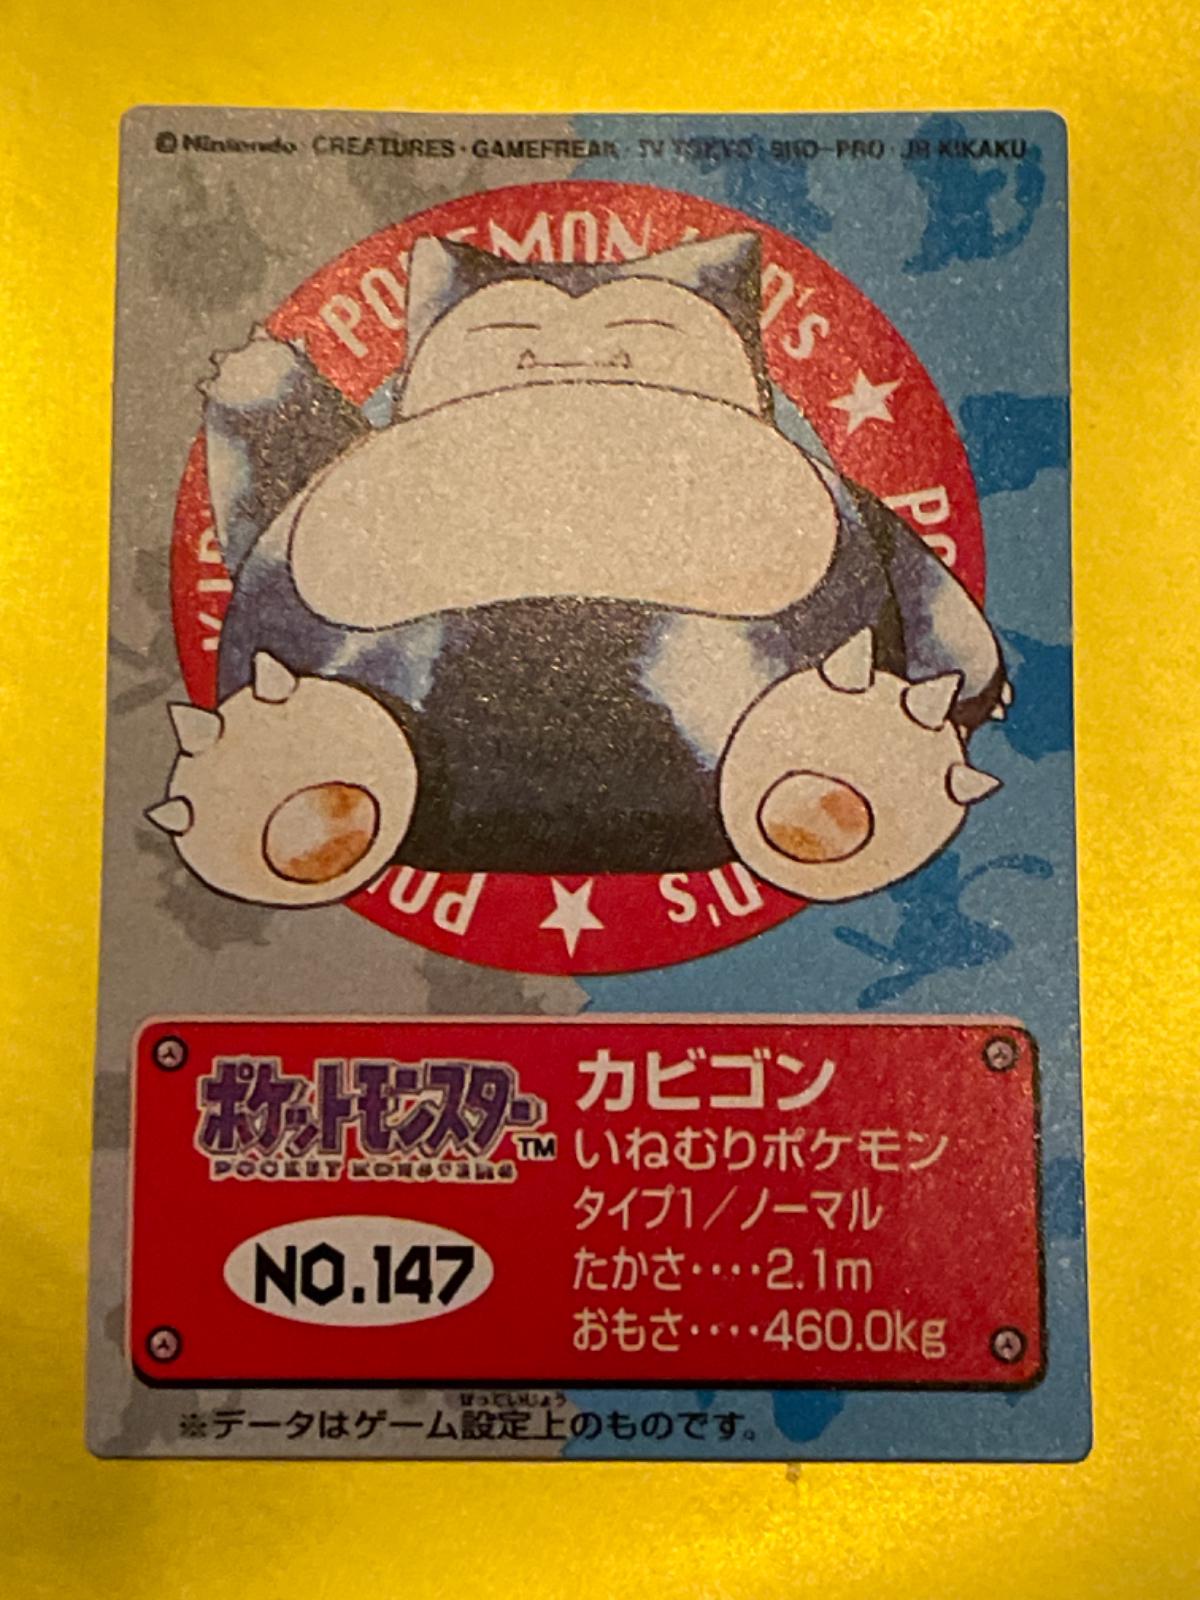 ©Nintendo・CREATURES・GAMEFREAK・TV TOKYO・SHO-PRO・JR KIKAKU
POKEMON
n's
ポケットモンスター TM
POCKET MONSTERS
NO.147
カビゴン
いねむりポケモン
タイプ1/ノーマル
たかさ‥‥2.1m
おもさ‥‥460.0kg
せっていじょう
※データはゲーム設定上のものです。